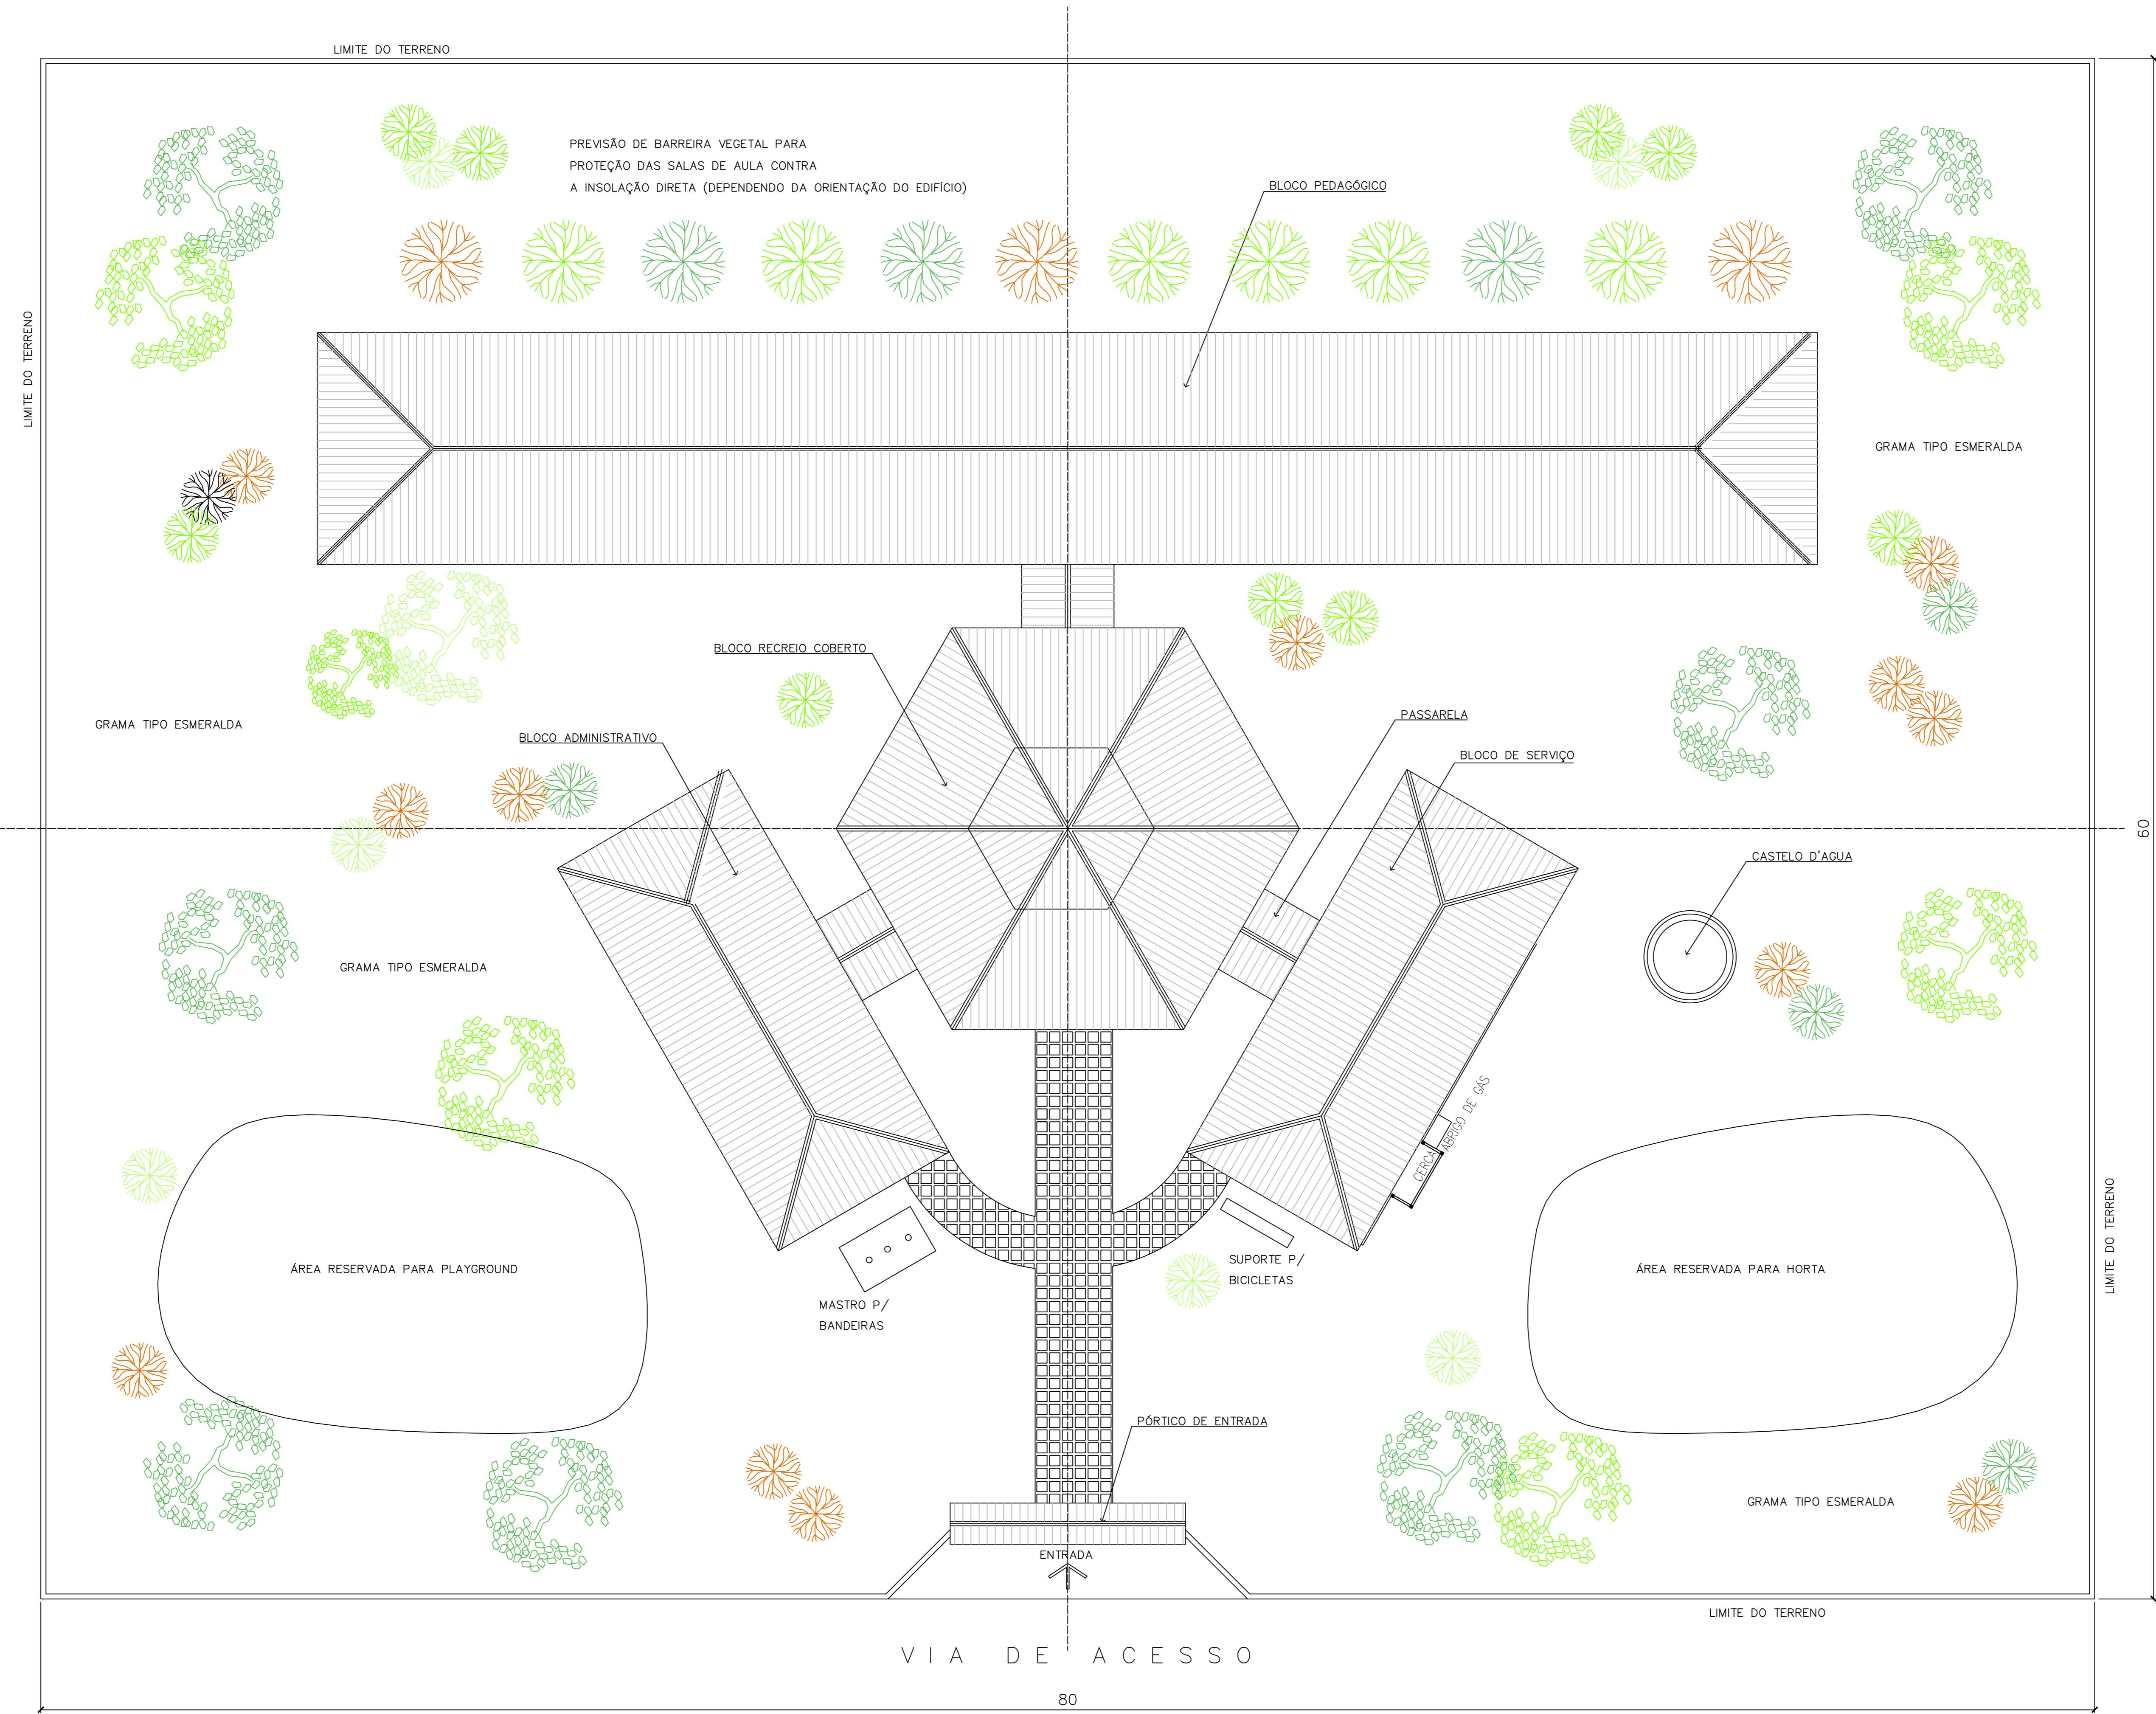 LIMITE DO TERRENO
PREVISÃO DE BARREIRA VEGETAL PARA
PROTEÇÃO DAS SALAS DE AULA CONTRA
A INSOLAÇÃO DIRETA (DEPENDENDO DA ORIENTAÇÃO DO EDIFÍCIO)
BLOCO PEDAGÓGICO
LIMITE DO TERRENO
GRAMA TIPO ESMERALDA
BLOCO RECREIO COBERTO
GRAMA TIPO ESMERALDA
PASSARELA
BLOCO ADMINISTRATIVO
BLOCO DE SERVIÇO
60
CASTELO D'AGUA
GRAMA TIPO ESMERALDA
ABRIGO DE GÁS
CERCA
LIMITE DO TERRENO
ÁREA RESERVADA PARA PLAYGROUND
SUPORTE P/
BICICLETAS
ÁREA RESERVADA PARA HORTA
MASTRO P/
BANDEIRAS
PÓRTICO DE ENTRADA
GRAMA TIPO ESMERALDA
ENTRADA
LIMITE DO TERRENO
VIA DE ACESSO
80